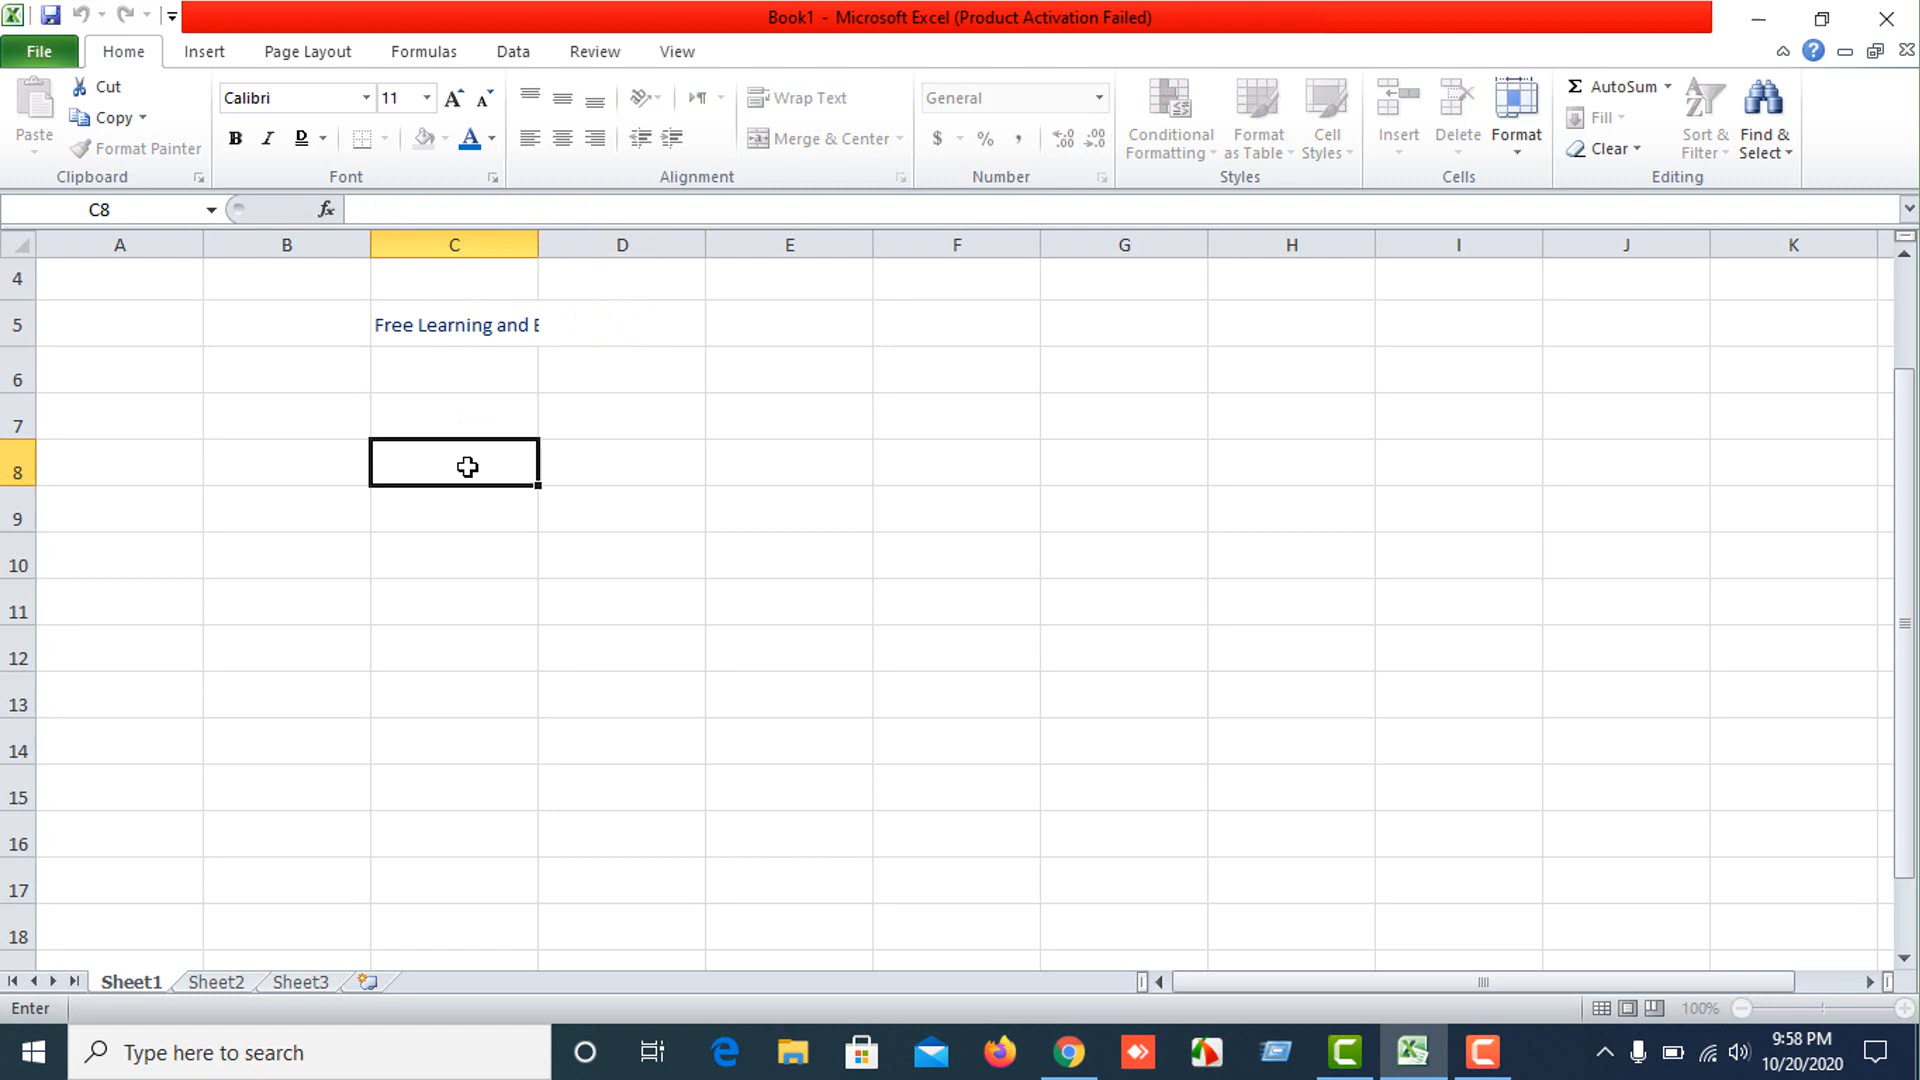 Book1 - Microsoft Excel (Product Activation Failed)
File Home Insert Page Layout Formulas Data Review View
Paste
Cut
Copy
Format Painter
Clipboard
Calibri 11
B I D A
Font
Wrap Text
Merge & Center
Alignment
General
$ % ,
Number
Conditional Formatting
Format as Table
Cell Styles
Styles
Insert Delete Format
Cells
Σ AutoSum
Fill
Clear
Sort & Filter
Find & Select
Editing
C8 fx
A B C D E F G H I J K
4
5 Free Learning and E
6
7
8
9
10
11
12
13
14
15
16
17
18
Sheet1 Sheet2 Sheet3
Enter 100%
Type here to search
9:58 PM
10/20/2020